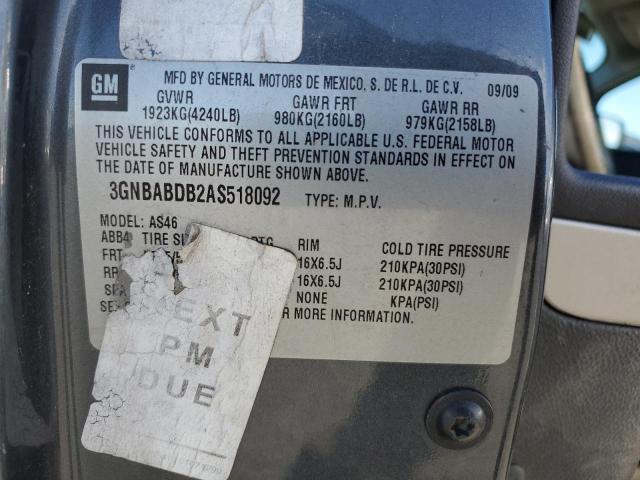 GM
MFD BY GENERAL MOTORS DE MEXICO, S. DE R.L. DE C.V. 09/09
GVWR GAWR FRT GAWR RR
1923KG(4240LB) 980KG(2160LB) 979KG(2158LB)
THIS VEHICLE CONFORMS TO ALL APPLICABLE U.S. FEDERAL MOTOR
VEHICLE SAFETY AND THEFT PREVENTION STANDARDS IN EFFECT ON
THE DATE OF MANUFACTURE SHOWN ABOVE.
3GNBABDB2AS518092 TYPE: M.P.V.
MODEL: AS46
ABB4 TIRE RIM COLD TIRE PRESSURE
FRT 16X6.5J 210KPA(30PSI)
16X6.5J 210KPA(30PSI)
NONE KPA(PSI)
MORE INFORMATION.
EXT
PM
DUE